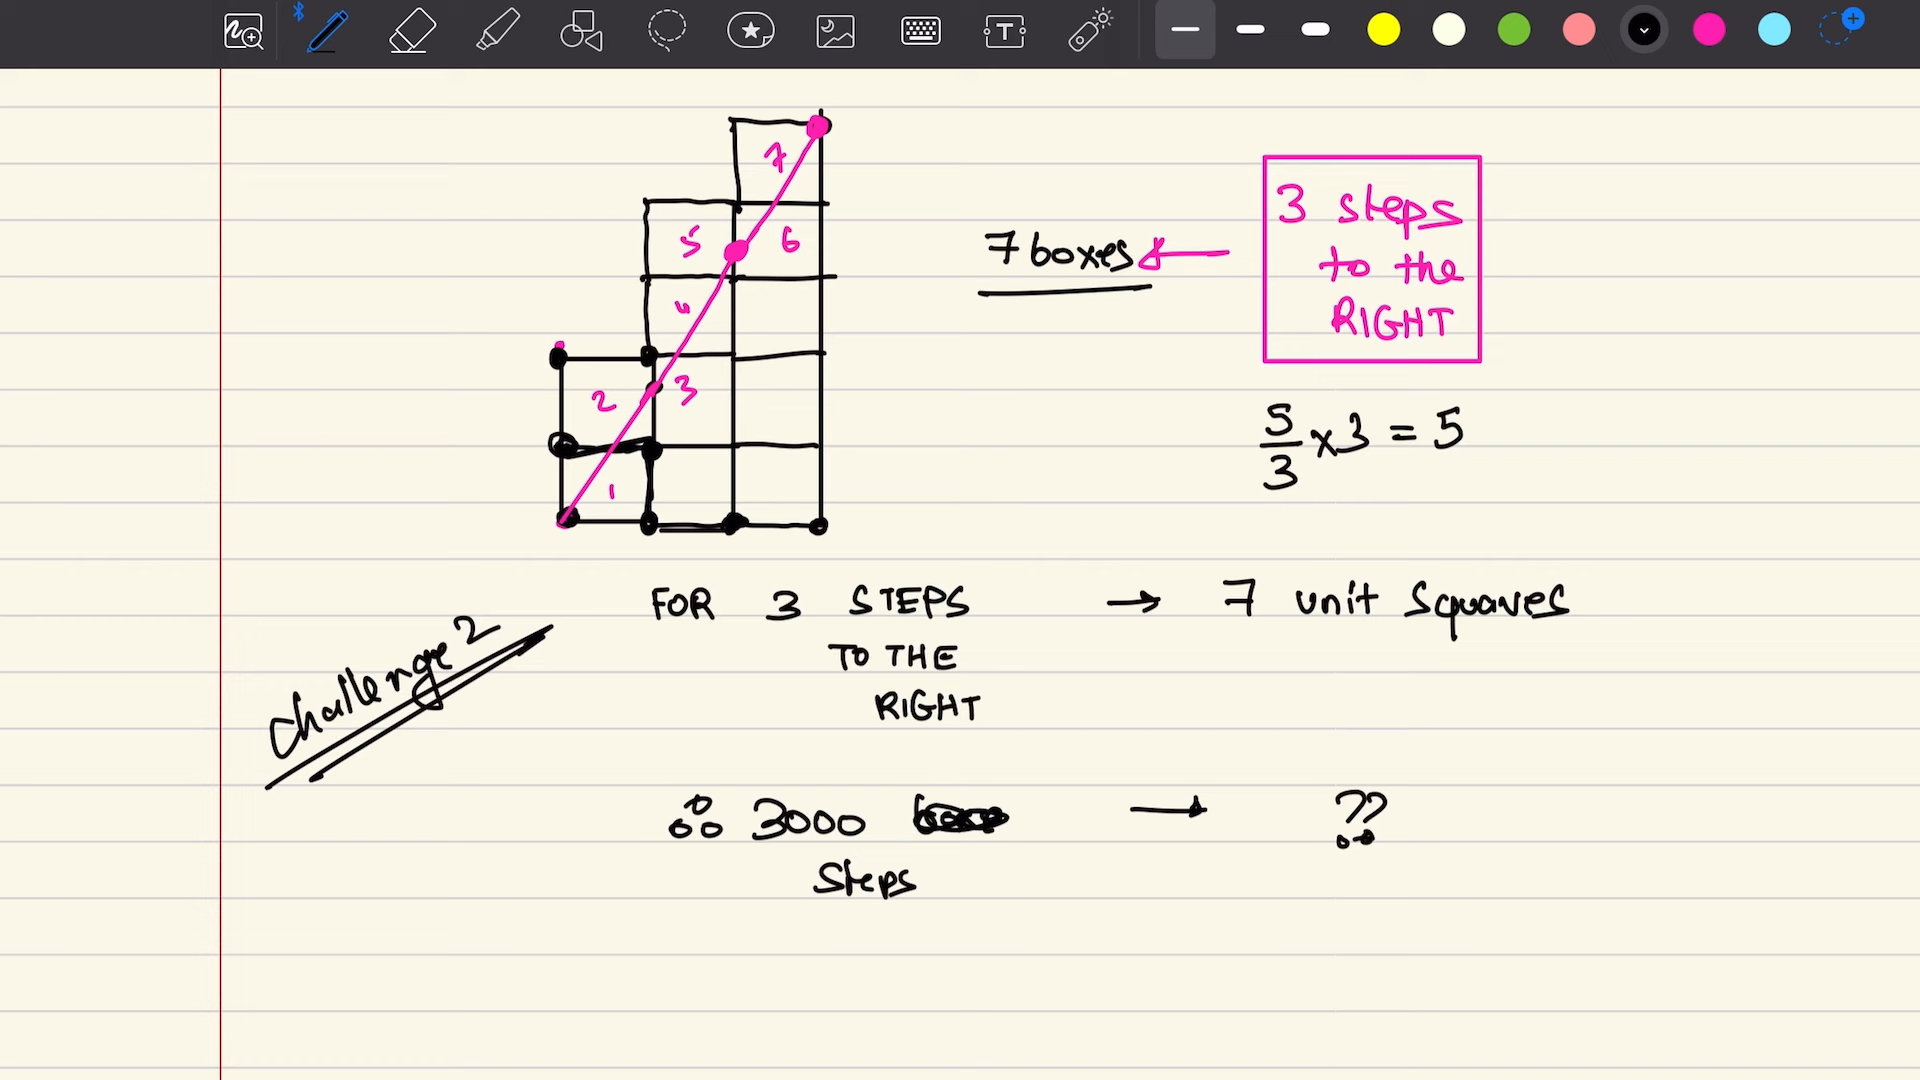 7
5 6
7 boxes
4
2 3
1
3 steps
to the
RIGHT
5/3 x 3 = 5
FOR 3 STEPS → 7 unit squares
TO THE
RIGHT
Challenge 2
∴ 3000 → ??
Steps